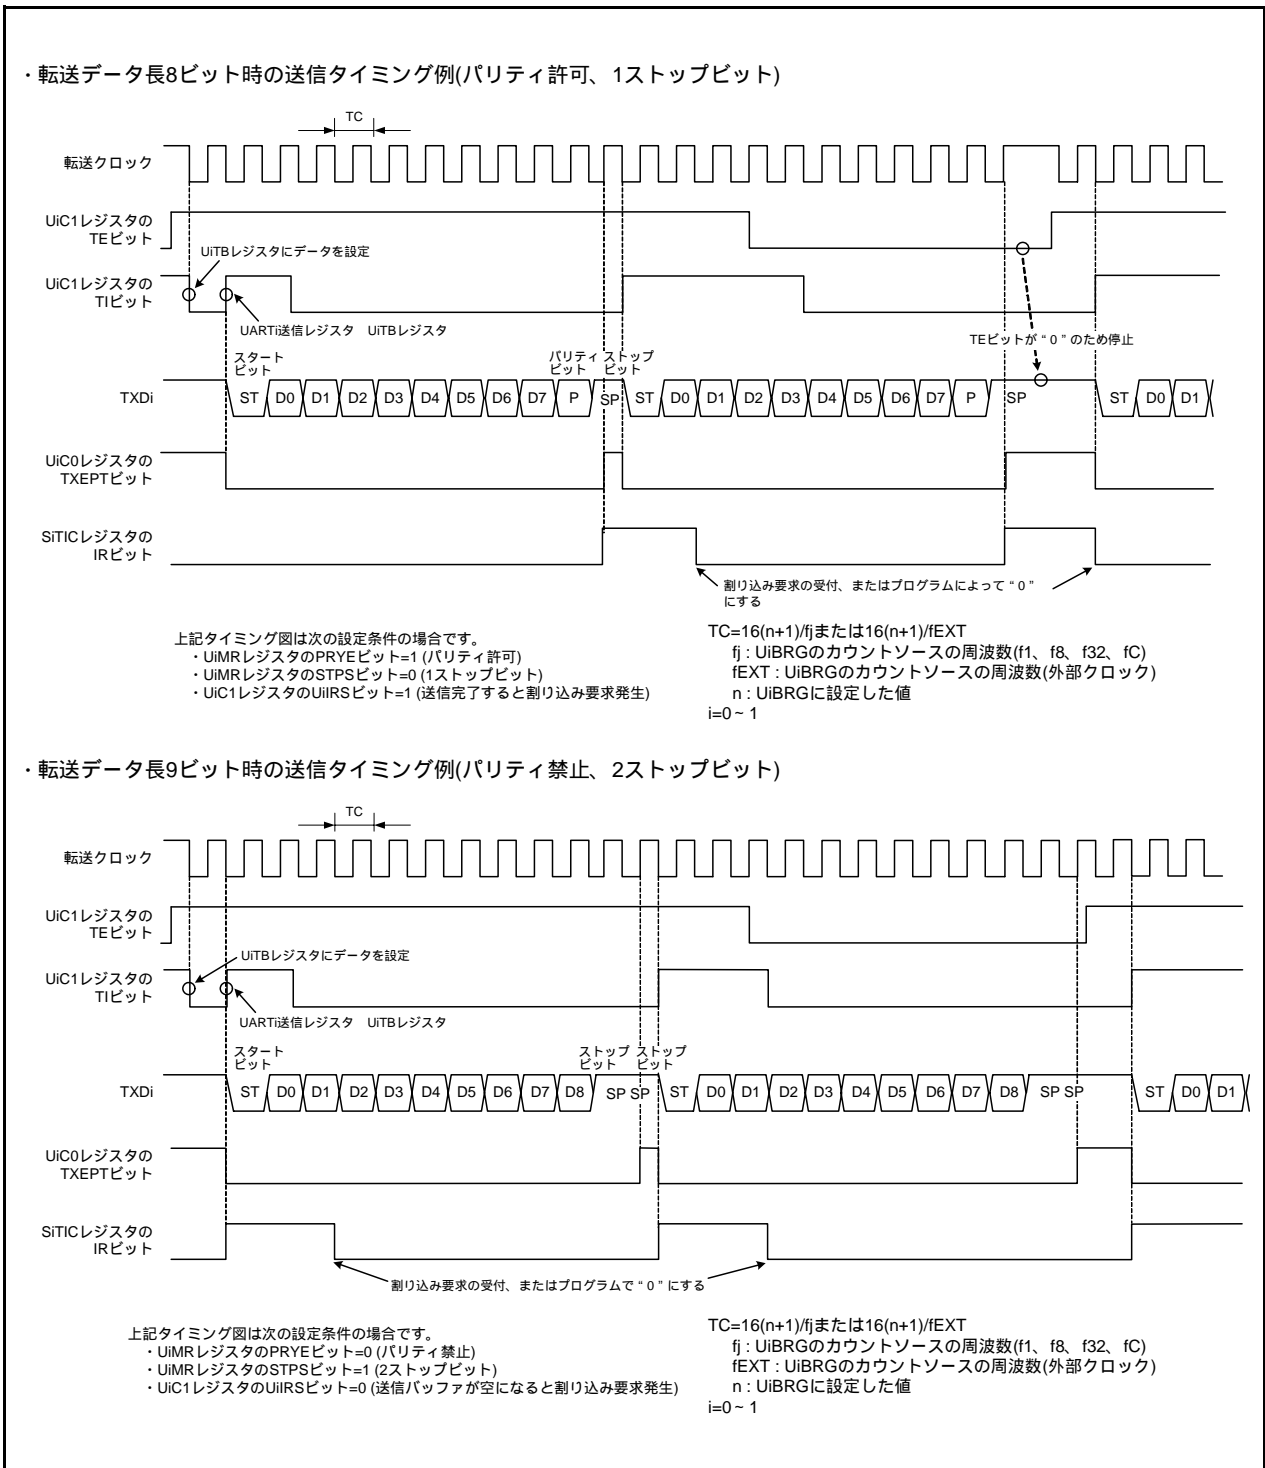 ・転送データ長8ビット時の送信タイミング例(パリティ許可、1ストップビット)
TC
転送クロック
UiC1レジスタの
TEビット
UiTBレジスタにデータを設定
UiC1レジスタの
TIビット
UARTi送信レジスタ　UiTBレジスタ
TEビットが“0”のため停止
スタート
ビット
パリティ
ビット
ストップ
ビット
TXDi
ST D0 D1 D2 D3 D4 D5 D6 D7 P SP ST D0 D1 D2 D3 D4 D5 D6 D7 P SP ST D0 D1
UiC0レジスタの
TXEPTビット
SiTICレジスタの
IRビット
割り込み要求の受付、またはプログラムによって“0”
にする
上記タイミング図は次の設定条件の場合です。
・UiMRレジスタのPRYEビット=1 (パリティ許可)
・UiMRレジスタのSTPSビット=0 (1ストップビット)
・UiC1レジスタのUiIRSビット=1 (送信完了すると割り込み要求発生)
TC=16(n+1)/fjまたは16(n+1)/fEXT
fj : UiBRGのカウントソースの周波数(f1、f8、f32、fC)
fEXT : UiBRGのカウントソースの周波数(外部クロック)
n : UiBRGに設定した値
i=0~1
・転送データ長9ビット時の送信タイミング例(パリティ禁止、2ストップビット)
TC
転送クロック
UiC1レジスタの
TEビット
UiTBレジスタにデータを設定
UiC1レジスタの
TIビット
UARTi送信レジスタ　UiTBレジスタ
スタート
ビット
ストップ
ビット
ストップ
ビット
TXDi
ST D0 D1 D2 D3 D4 D5 D6 D7 D8 SP SP ST D0 D1 D2 D3 D4 D5 D6 D7 D8 SP SP ST D0 D1
UiC0レジスタの
TXEPTビット
SiTICレジスタの
IRビット
割り込み要求の受付、またはプログラムで“0”にする
上記タイミング図は次の設定条件の場合です。
・UiMRレジスタのPRYEビット=0 (パリティ禁止)
・UiMRレジスタのSTPSビット=1 (2ストップビット)
・UiC1レジスタのUiIRSビット=0 (送信バッファが空になると割り込み要求発生)
TC=16(n+1)/fjまたは16(n+1)/fEXT
fj : UiBRGのカウントソースの周波数(f1、f8、f32、fC)
fEXT : UiBRGのカウントソースの周波数(外部クロック)
n : UiBRGに設定した値
i=0~1